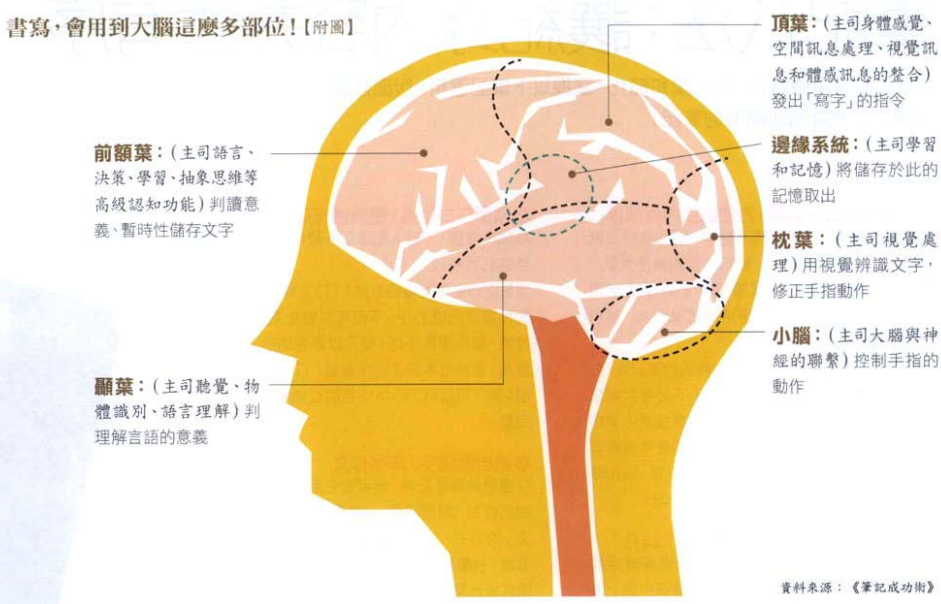 書寫,會用到大腦這麼多部位!【附圖】
前額葉:(主司語言、
決策、學習、抽象思維等
高級認知功能)判讀意
義、暫時性儲存文字
顳葉:(主司聽覺、物
體識別、語言理解)判
理解言語的意義
頂葉:(主司身體感覺、
空間訊息處理、視覺訊
息和體感訊息的整合)
發出「寫字」的指令
邊緣系統:(主司學習
和記憶)將儲存於此的
記憶取出
枕葉:(主司視覺處
理)用視覺辨識文字,
修正手指動作
小腦:(主司大腦與神
經的聯繫)控制手指的
動作
資料來源:《筆記成功術》